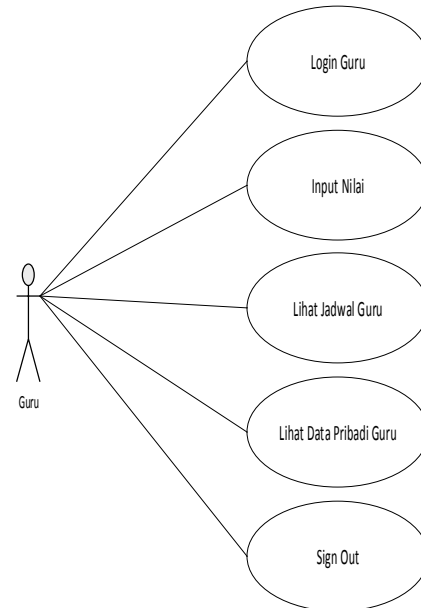 Login Guru
Input Nilai
Lihat Jadwal Guru
Guru
Lihat Data Pribadi Guru
Sign Out